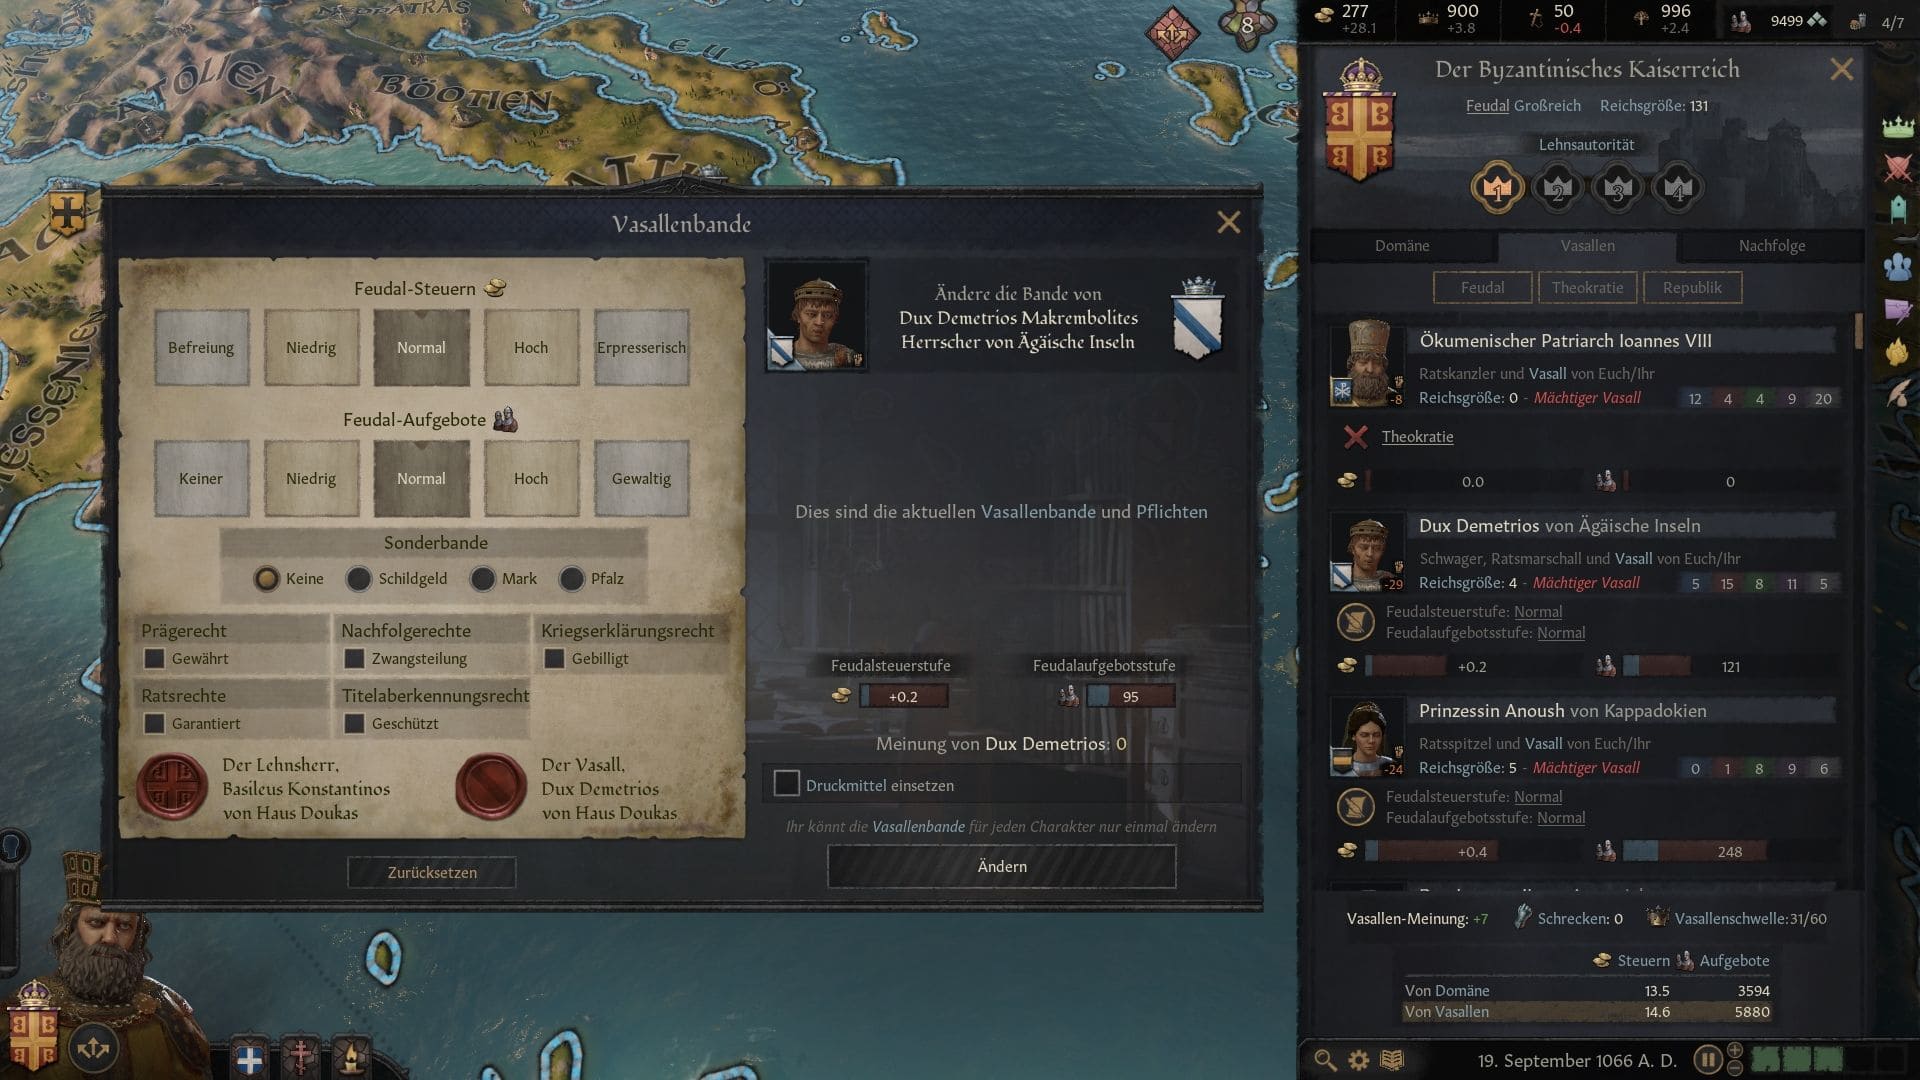 ATOLIEN
BÖOTIEN
EUBÖA
277
+28.1
900
+3.8
50
-0.4
996
+2.4
9499
4/7
8
Der Byzantinisches Kaiserreich
Feudal Großreich Reichsgröße: 131
Lehnsautorität
1 2 3 4
Domäne Vasallen Nachfolge
Feudal Theokratie Republik
Vasallenbande
Feudal-Steuern
Befreiung Niedrig Normal Hoch Erpresserisch
Feudal-Aufgebote
Keiner Niedrig Normal Hoch Gewaltig
Sonderbande
Keine Schildgeld Mark Pfalz
Prägerecht
Gewährt
Nachfolgerechte
Zwangsteilung
Kriegserklärungsrecht
Gebilligt
Ratsrechte
Garantiert
Titelaberkennungsrecht
Geschützt
Der Lehnsherr,
Basileus Konstantinos
von Haus Doukas
Der Vasall,
Dux Demetrios
von Haus Doukas
Zurücksetzen
Ändere die Bande von
Dux Demetrios Makrembolites
Herrscher von Ägäische Inseln
Dies sind die aktuellen Vasallenbande und Pflichten
Feudalsteuerstufe
+0.2
Feudalaufgebotsstufe
95
Meinung von Dux Demetrios: 0
Druckmittel einsetzen
Ihr könnt die Vasallenbande für jeden Charakter nur einmal ändern
Ändern
Ökumenischer Patriarch Ioannes VIII
Ratskanzler und Vasall von Euch/Ihr
-8
Reichsgröße: 0 - Mächtiger Vasall
12 4 4 9 20
Theokratie
0.0 0
Dux Demetrios von Ägäische Inseln
Schwager, Ratsmarschall und Vasall von Euch/Ihr
-29
Reichsgröße: 4 - Mächtiger Vasall
5 15 8 11 5
Feudalsteuerstufe: Normal
Feudalaufgebotsstufe: Normal
+0.2 121
Prinzessin Anoush von Kappadokien
Ratsspitzel und Vasall von Euch/Ihr
-24
Reichsgröße: 5 - Mächtiger Vasall
0 1 8 9 6
Feudalsteuerstufe: Normal
Feudalaufgebotsstufe: Normal
+0.4 248
Vasallen-Meinung: +7 Schrecken: 0 Vasallenschwelle:31/60
Steuern Aufgebote
Von Domäne 13.5 3594
Von Vasallen 14.6 5880
19. September 1066 A. D.